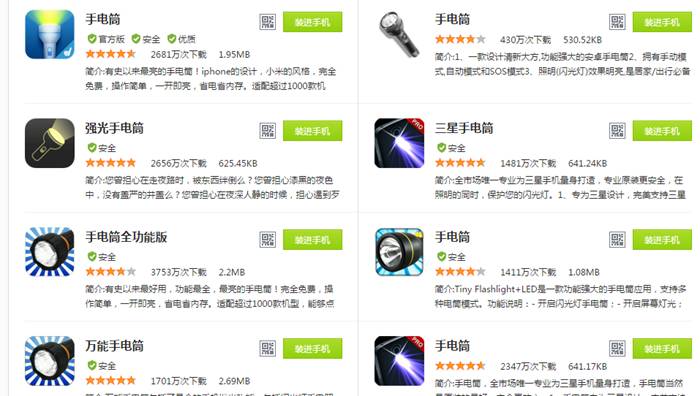 手电筒
装进手机
官方版 安全 优质
2681万次下载 1.95MB
简介:有史以来最亮的手电筒！iphone的设计，小米的风格，完全
免费，操作简单，一开即亮，省电省内存。适配超过1000款机
手电筒
装进手机
430万次下载 530.52KB
简介:1、一款设计清新大方,功能强大的安卓手电筒2、拥有手动模
式,自动模式和SOS模式3、照明(闪光灯)效果明亮,是居家/出行必备
强光手电筒
装进手机
安全
2656万次下载 625.45KB
简介:您曾担心在走夜路时，被东西绊倒么？您曾担心漆黑的夜色
中，没有盖严的井盖么？您曾担心在夜深人静的时候，担心遇到歹
三星手电筒
装进手机
安全
PRO
1481万次下载 641.24KB
简介:全市场唯一专业为三星手机量身打造，专业原装更安全，在
照明的同时，保护您的闪光灯。1、专为三星设计，完美支持三星
手电筒全功能版
装进手机
安全
3753万次下载 2.2MB
简介:有史以来最好用，功能最全，最亮的手电筒！完全免费，操
作简单，一开即亮，省电省内存。适配超过1000款机型，能够点
手电筒
装进手机
安全
1411万次下载 1.08MB
简介:Tiny Flashlight+LED是一款功能强大的手电筒应用，支持多
种电筒模式。功能说明：- 开启闪光灯手电筒；- 开启屏幕灯光；
万能手电筒
装进手机
安全
1701万次下载 2.69MB
手电筒
装进手机
安全
PRO
2347万次下载 641.17KB
简介:手电筒，全市场唯一专业为三星手机量身打造，手电筒当然